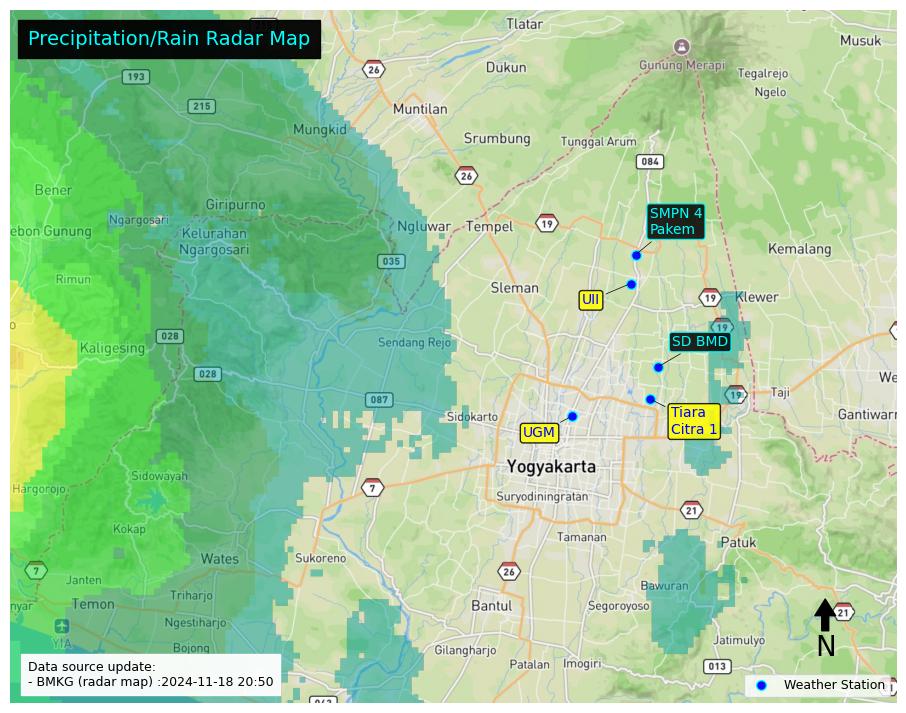 Precipitation/Rain Radar Map
Tlatar
Musuk
26
193
Dukun
Gunung Merapi
Tegalrejo
Ngelo
215
Muntilan
Mungkid
Srumbung
Tunggal Arum
084
26
Bener
Giripurno
SMPN 4
Pakem
Ngargosari
Ngluwar
Tempel
19
ebon Gunung
Kelurahan
Ngargosari
Kemalang
035
Rimun
Sleman
UII
19
Klewer
19
028
Kaligesing
Sendang Rejo
SD BMD
028
We
087
19
Taji
Sidokarto
Tiara
Citra 1
Gantiwarn
UGM
Yogyakarta
Sidowayah
Hargorojo
7
Suryodiningratan
21
Kokap
Tamanan
Patuk
Wates
Sukoreno
7
26
Janten
Bawuran
nyar
Temon
Triharjo
Bantul
Segoroyoso
21
Ngestiharjo
YIA
N
Bojong
Gilangharjo
Jatimulyo
Patalan
Imogiri
013
Data source update:
- BMKG (radar map) :2024-11-18 20:50
Weather Station